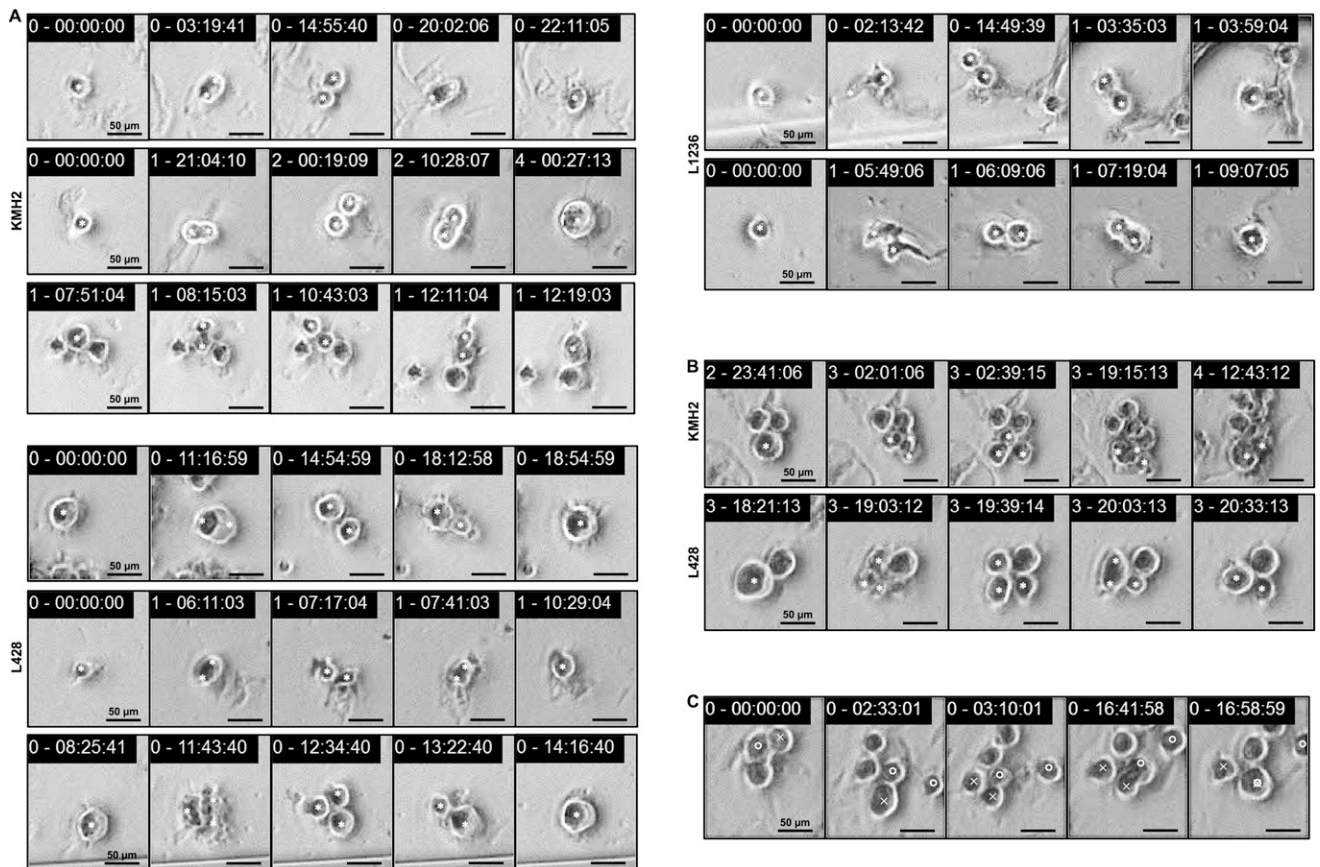 A
0 - 00:00:00 0 - 03:19:41 0 - 14:55:40 0 - 20:02:06 0 - 22:11:05
50 µm
KMH2
0 - 00:00:00 1 - 21:04:10 2 - 00:19:09 2 - 10:28:07 4 - 00:27:13
50 µm
1 - 07:51:04 1 - 08:15:03 1 - 10:43:03 1 - 12:11:04 1 - 12:19:03
50 µm
0 - 00:00:00 0 - 11:16:59 0 - 14:54:59 0 - 18:12:58 0 - 18:54:59
50 µm
L428
0 - 00:00:00 1 - 06:11:03 1 - 07:17:04 1 - 07:41:03 1 - 10:29:04
50 µm
0 - 08:25:41 0 - 11:43:40 0 - 12:34:40 0 - 13:22:40 0 - 14:16:40
50 µm
0 - 00:00:00 0 - 02:13:42 0 - 14:49:39 1 - 03:35:03 1 - 03:59:04
50 µm
L1236
0 - 00:00:00 1 - 05:49:06 1 - 06:09:06 1 - 07:19:04 1 - 09:07:05
50 µm
B
KMH2
2 - 23:41:06 3 - 02:01:06 3 - 02:39:15 3 - 19:15:13 4 - 12:43:12
50 µm
L428
3 - 18:21:13 3 - 19:03:12 3 - 19:39:14 3 - 20:03:13 3 - 20:33:13
50 µm
C
0 - 00:00:00 0 - 02:33:01 0 - 03:10:01 0 - 16:41:58 0 - 16:58:59
50 µm